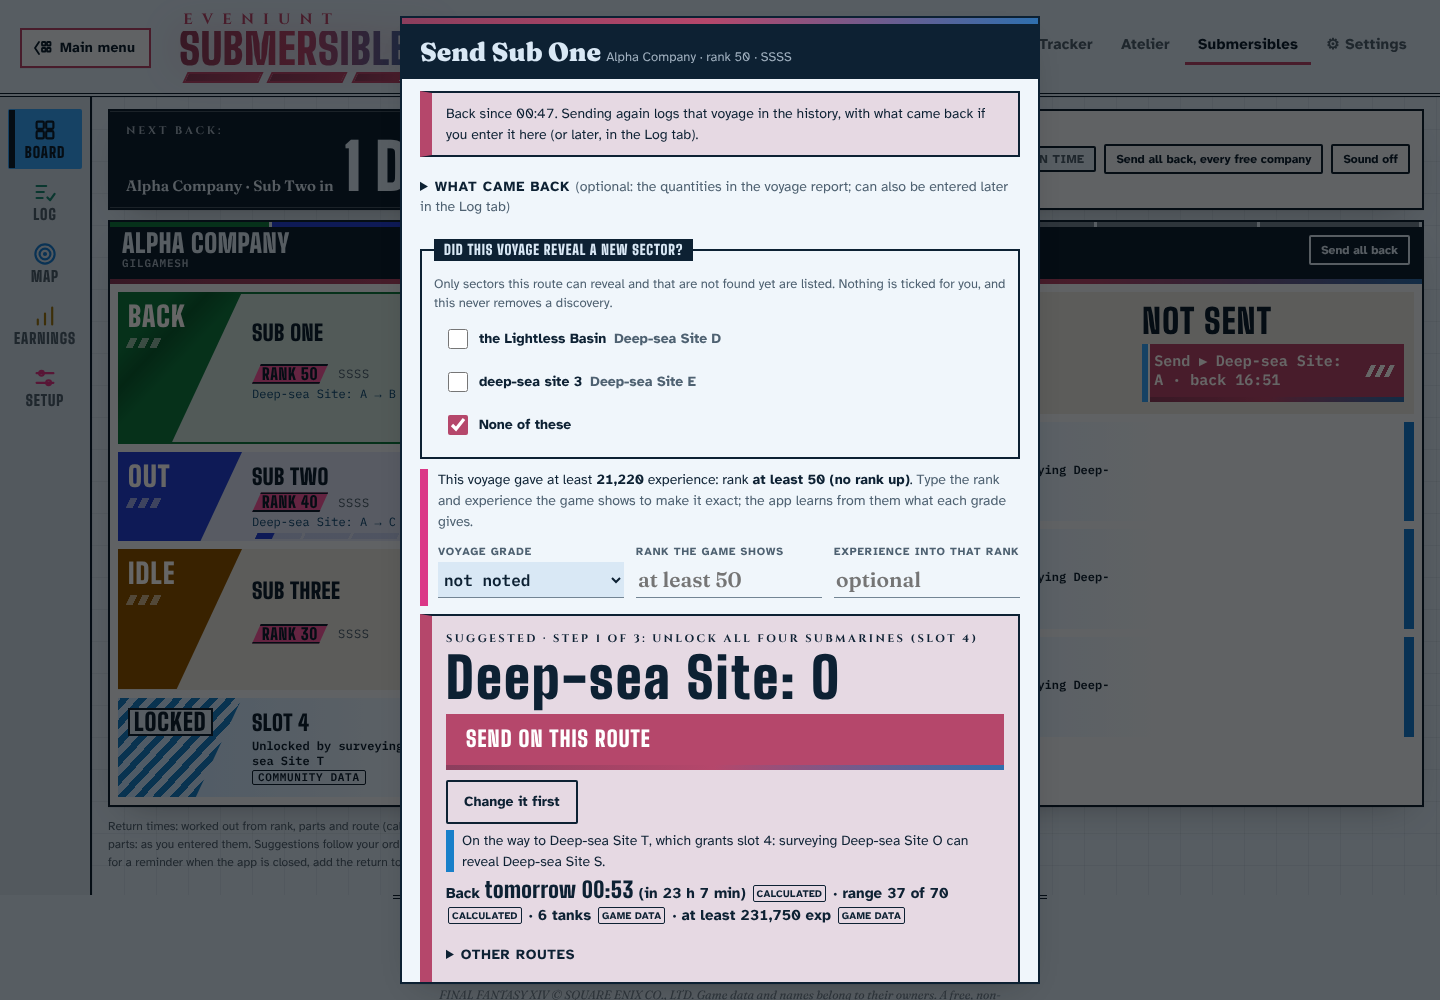 Main menu
EVENIUNT
SUBMERSIBLE
Tracker
Atelier
Submersibles
⚙ Settings
BOARD
LOG
MAP
EARNINGS
SETUP
NEXT BACK:
Alpha Company · Sub Two in 1 D
N TIME
Send all back, every free company
Sound off
ALPHA COMPANY
GILGAMESH
Send all back
BACK
SUB ONE
RANK 50 SSSS
Deep-sea Site: A → B
OUT
SUB TWO
RANK 40 SSSS
Deep-sea Site: A → C
IDLE
SUB THREE
RANK 30 SSSS
LOCKED
SLOT 4
Unlocked by surveying
sea Site T
COMMUNITY DATA
NOT SENT
Send ▶ Deep-sea Site:
A · back 16:51
ying Deep-
ying Deep-
ying Deep-
Return times: worked out from rank, parts and route (cal
parts: as you entered them. Suggestions follow your ord
for a reminder when the app is closed, add the return to
Send Sub One Alpha Company · rank 50 · SSSS
Back since 00:47. Sending again logs that voyage in the history, with what came back if
you enter it here (or later, in the Log tab).
▶ WHAT CAME BACK (optional: the quantities in the voyage report; can also be entered later
in the Log tab)
DID THIS VOYAGE REVEAL A NEW SECTOR?
Only sectors this route can reveal and that are not found yet are listed. Nothing is ticked for you, and
this never removes a discovery.
the Lightless Basin Deep-sea Site D
deep-sea site 3 Deep-sea Site E
None of these
This voyage gave at least 21,220 experience: rank at least 50 (no rank up). Type the rank
and experience the game shows to make it exact; the app learns from them what each grade
gives.
VOYAGE GRADE
RANK THE GAME SHOWS
EXPERIENCE INTO THAT RANK
not noted
at least 50
optional
SUGGESTED · STEP 1 OF 3: UNLOCK ALL FOUR SUBMARINES (SLOT 4)
Deep-sea Site: O
SEND ON THIS ROUTE
Change it first
On the way to Deep-sea Site T, which grants slot 4: surveying Deep-sea Site O can
reveal Deep-sea Site S.
Back tomorrow 00:53 (in 23 h 7 min) CALCULATED · range 37 of 70
CALCULATED · 6 tanks GAME DATA · at least 231,750 exp GAME DATA
▶ OTHER ROUTES
FINAL FANTASY XIV © SQUARE ENIX CO., LTD. Game data and names belong to their owners. A free, non-